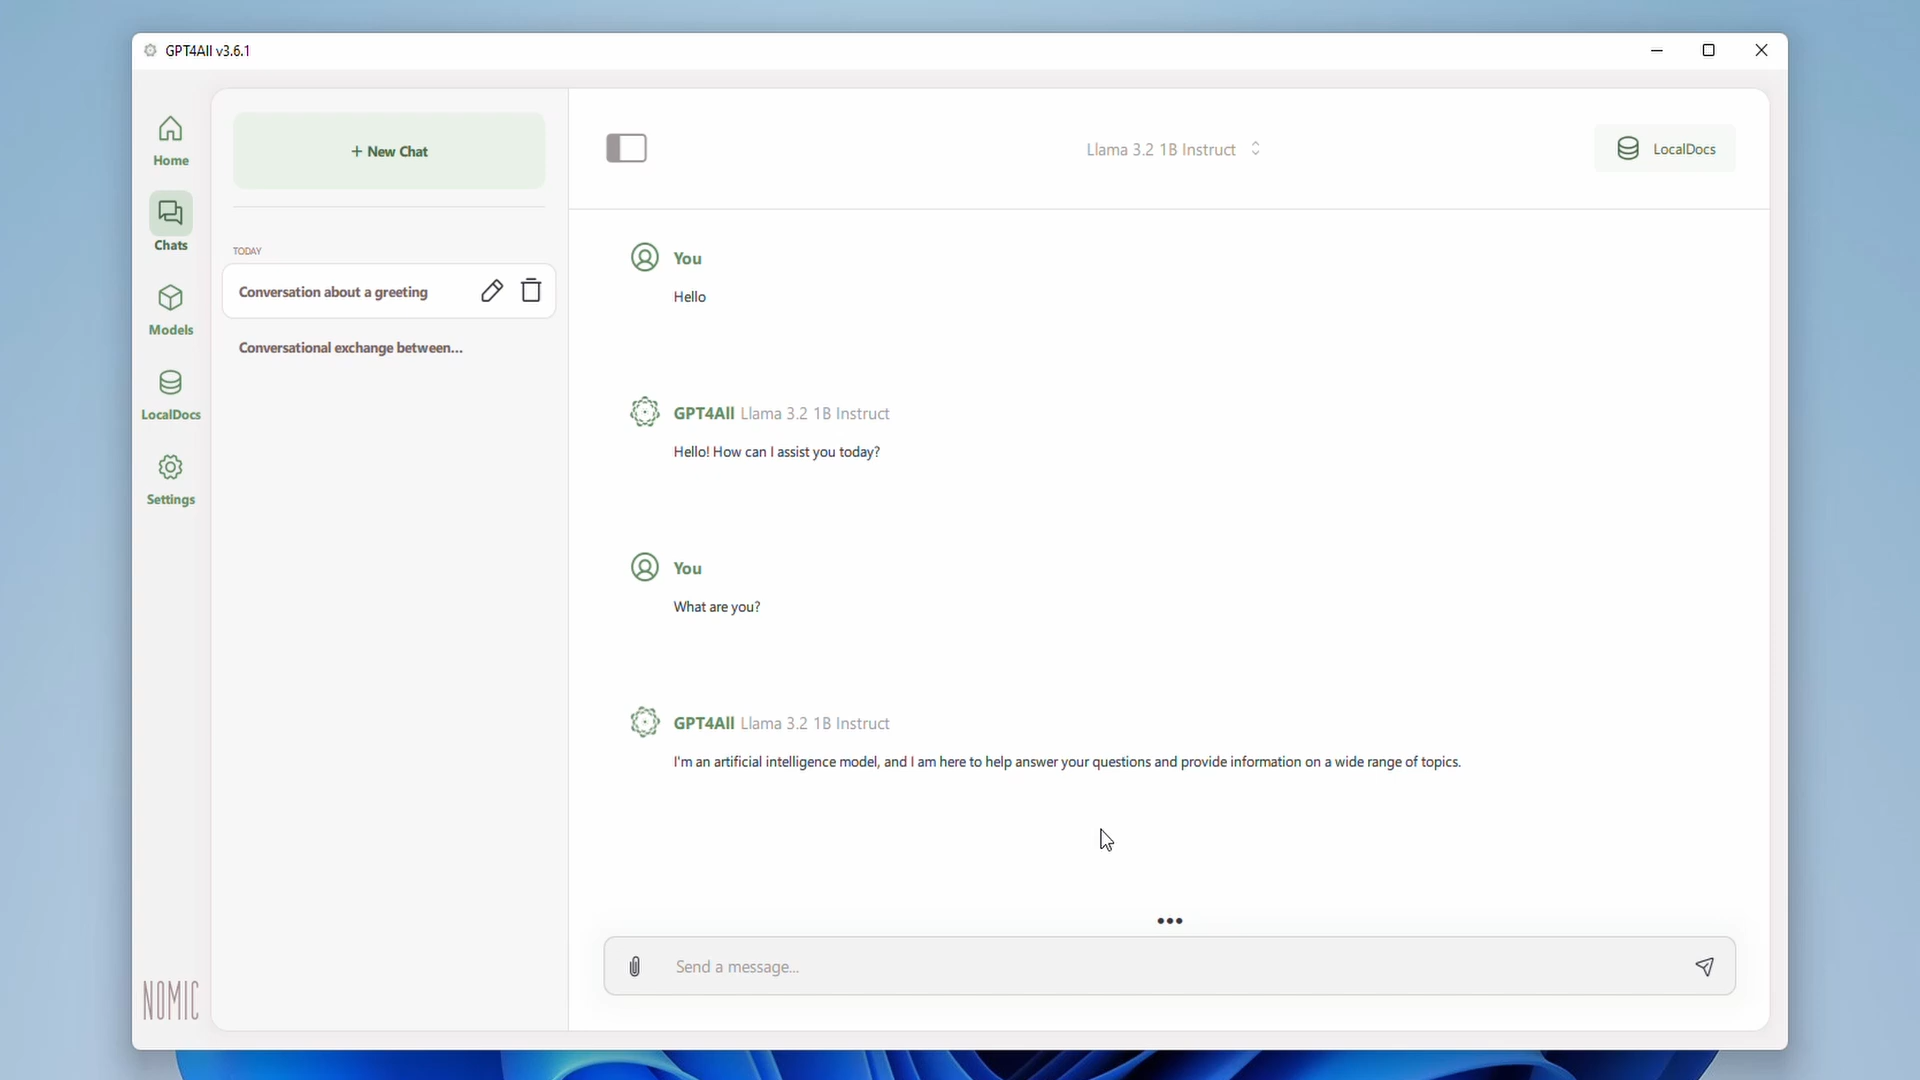 GPT4All v3.6.1
Home
Chats
Models
LocalDocs
Settings
NOMIC
+ New Chat
TODAY
Conversation about a greeting
Conversational exchange between...
Llama 3.2 1B Instruct
LocalDocs
You
Hello
GPT4All Llama 3.2 1B Instruct
Hello! How can I assist you today?
You
What are you?
GPT4All Llama 3.2 1B Instruct
I'm an artificial intelligence model, and I am here to help answer your questions and provide information on a wide range of topics.
Send a message...